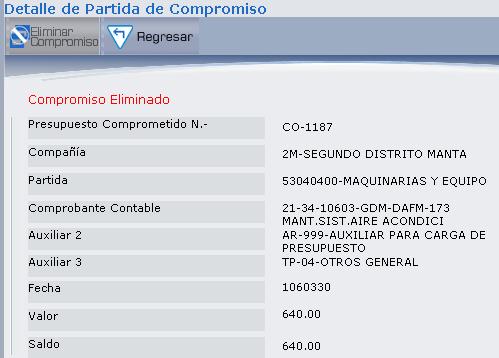 Detalle de Partida de Compromiso
Eliminar
Compromiso
Regresar
Compromiso Eliminado
Presupuesto Comprometido N.- CO-1187
Compañía 2M-SEGUNDO DISTRITO MANTA
Partida 53040400-MAQUINARIAS Y EQUIPO
Comprobante Contable 21-34-10603-GDM-DAFM-173
MANT.SIST.AIRE ACONDICI
Auxiliar 2 AR-999-AUXILIAR PARA CARGA DE
PRESUPUESTO
Auxiliar 3 TP-04-OTROS GENERAL
Fecha 1060330
Valor 640.00
Saldo 640.00